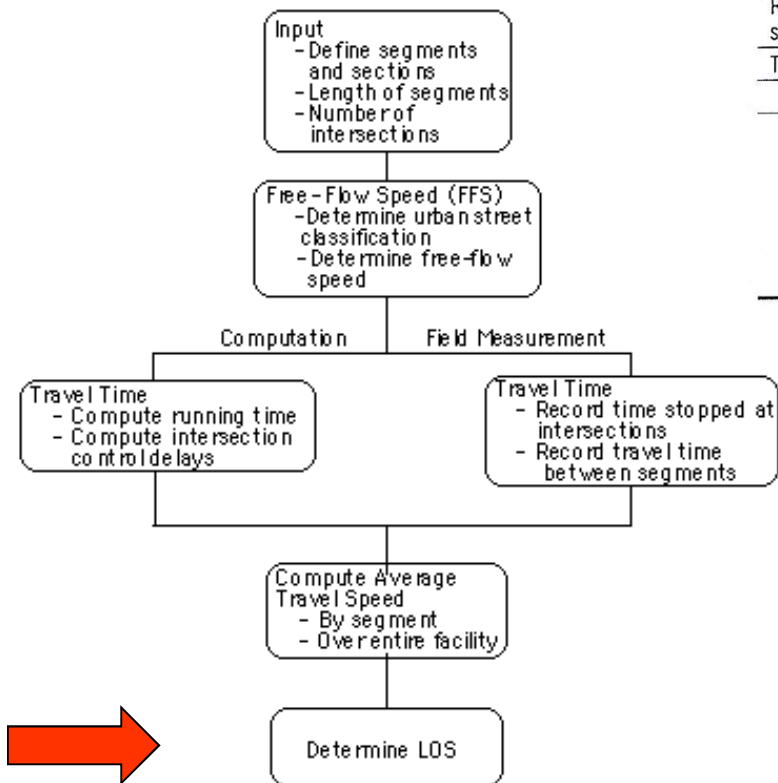 Input
- Define segments
and sections
- Length of segments
- Number of
intersections
Free-Flow Speed (FFS)
- Determine urban street
classification
- Determine free-flow
speed
Computation
Field Measurement
Travel Time
- Compute running time
- Compute intersection
control delays
Travel Time
- Record time stopped at
intersections
- Record travel time
between segments
Compute Average
Travel Speed
- By segment
- Over entire facility
Determine LOS